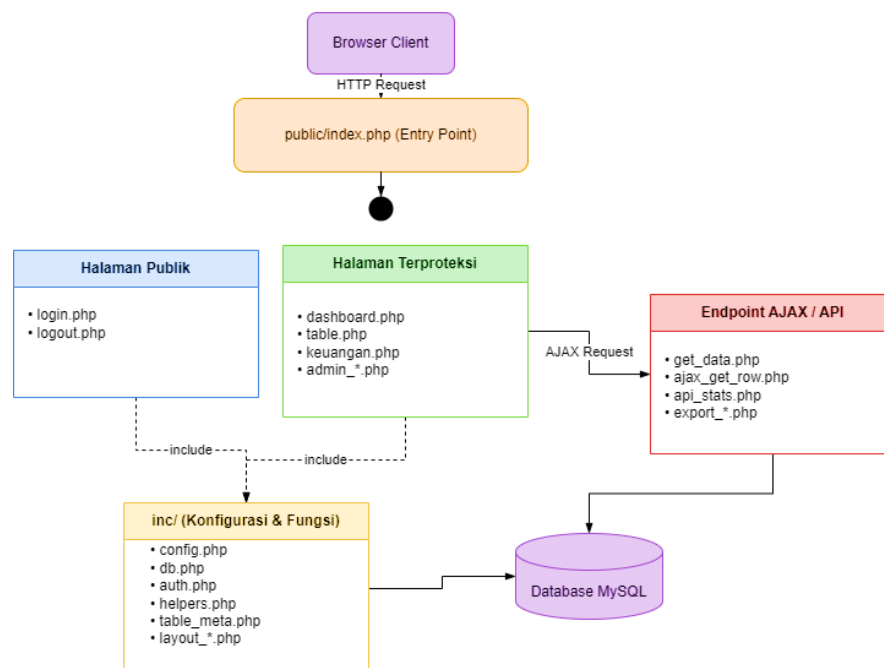 Browser Client
HTTP Request
public/index.php (Entry Point)
Halaman Publik
• login.php
• logout.php
Halaman Terproteksi
• dashboard.php
• table.php
• keuangan.php
• admin_*.php
AJAX Request
Endpoint AJAX / API
• get_data.php
• ajax_get_row.php
• api_stats.php
• export_*.php
include
include
inc/ (Konfigurasi & Fungsi)
• config.php
• db.php
• auth.php
• helpers.php
• table_meta.php
• layout_*.php
Database MySQL